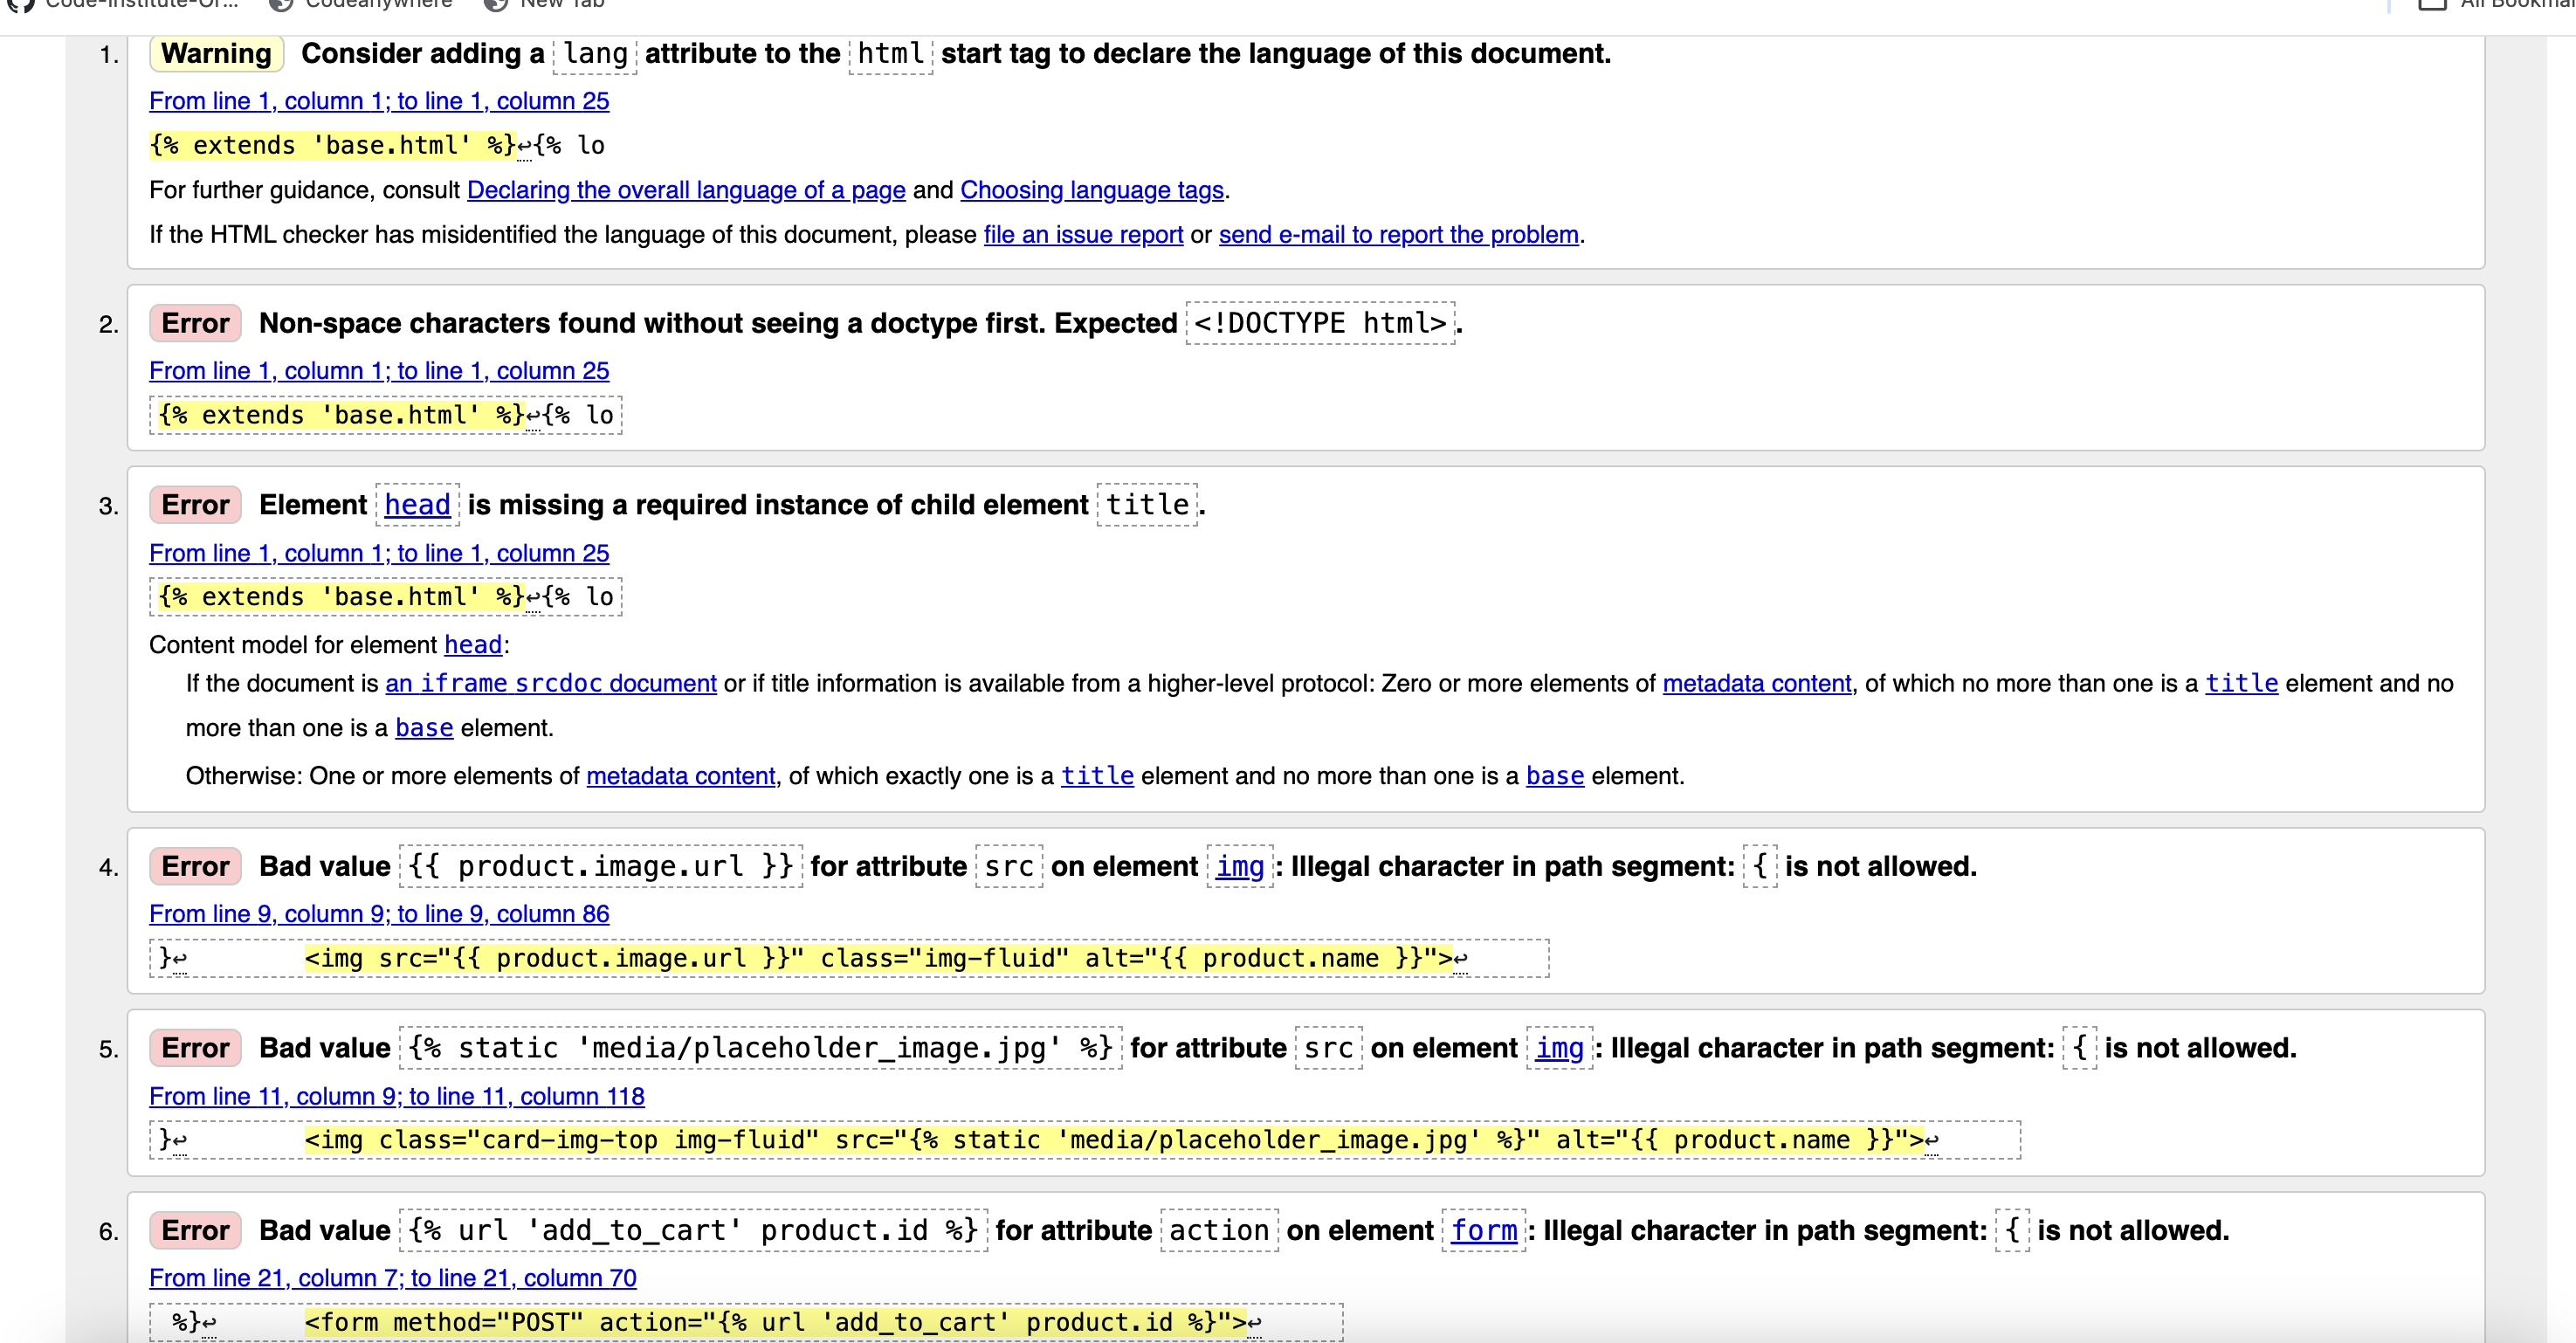 Code-Institute-Or... Codeanywhere New Tab All Bookmar
1. Warning Consider adding a lang attribute to the html start tag to declare the language of this document.
From line 1, column 1; to line 1, column 25
{% extends 'base.html' %}↩{% lo
For further guidance, consult Declaring the overall language of a page and Choosing language tags.
If the HTML checker has misidentified the language of this document, please file an issue report or send e-mail to report the problem.
2. Error Non-space characters found without seeing a doctype first. Expected <!DOCTYPE html>.
From line 1, column 1; to line 1, column 25
{% extends 'base.html' %}↩{% lo
3. Error Element head is missing a required instance of child element title.
From line 1, column 1; to line 1, column 25
{% extends 'base.html' %}↩{% lo
Content model for element head:
If the document is an iframe srcdoc document or if title information is available from a higher-level protocol: Zero or more elements of metadata content, of which no more than one is a title element and no
more than one is a base element.
Otherwise: One or more elements of metadata content, of which exactly one is a title element and no more than one is a base element.
4. Error Bad value {{ product.image.url }} for attribute src on element img: Illegal character in path segment: { is not allowed.
From line 9, column 9; to line 9, column 86
}↩ <img src="{{ product.image.url }}" class="img-fluid" alt="{{ product.name }}">↩
5. Error Bad value {% static 'media/placeholder_image.jpg' %} for attribute src on element img: Illegal character in path segment: { is not allowed.
From line 11, column 9; to line 11, column 118
}↩ <img class="card-img-top img-fluid" src="{% static 'media/placeholder_image.jpg' %}" alt="{{ product.name }}">↩
6. Error Bad value {% url 'add_to_cart' product.id %} for attribute action on element form: Illegal character in path segment: { is not allowed.
From line 21, column 7; to line 21, column 70
%}↩ <form method="POST" action="{% url 'add_to_cart' product.id %}">↩